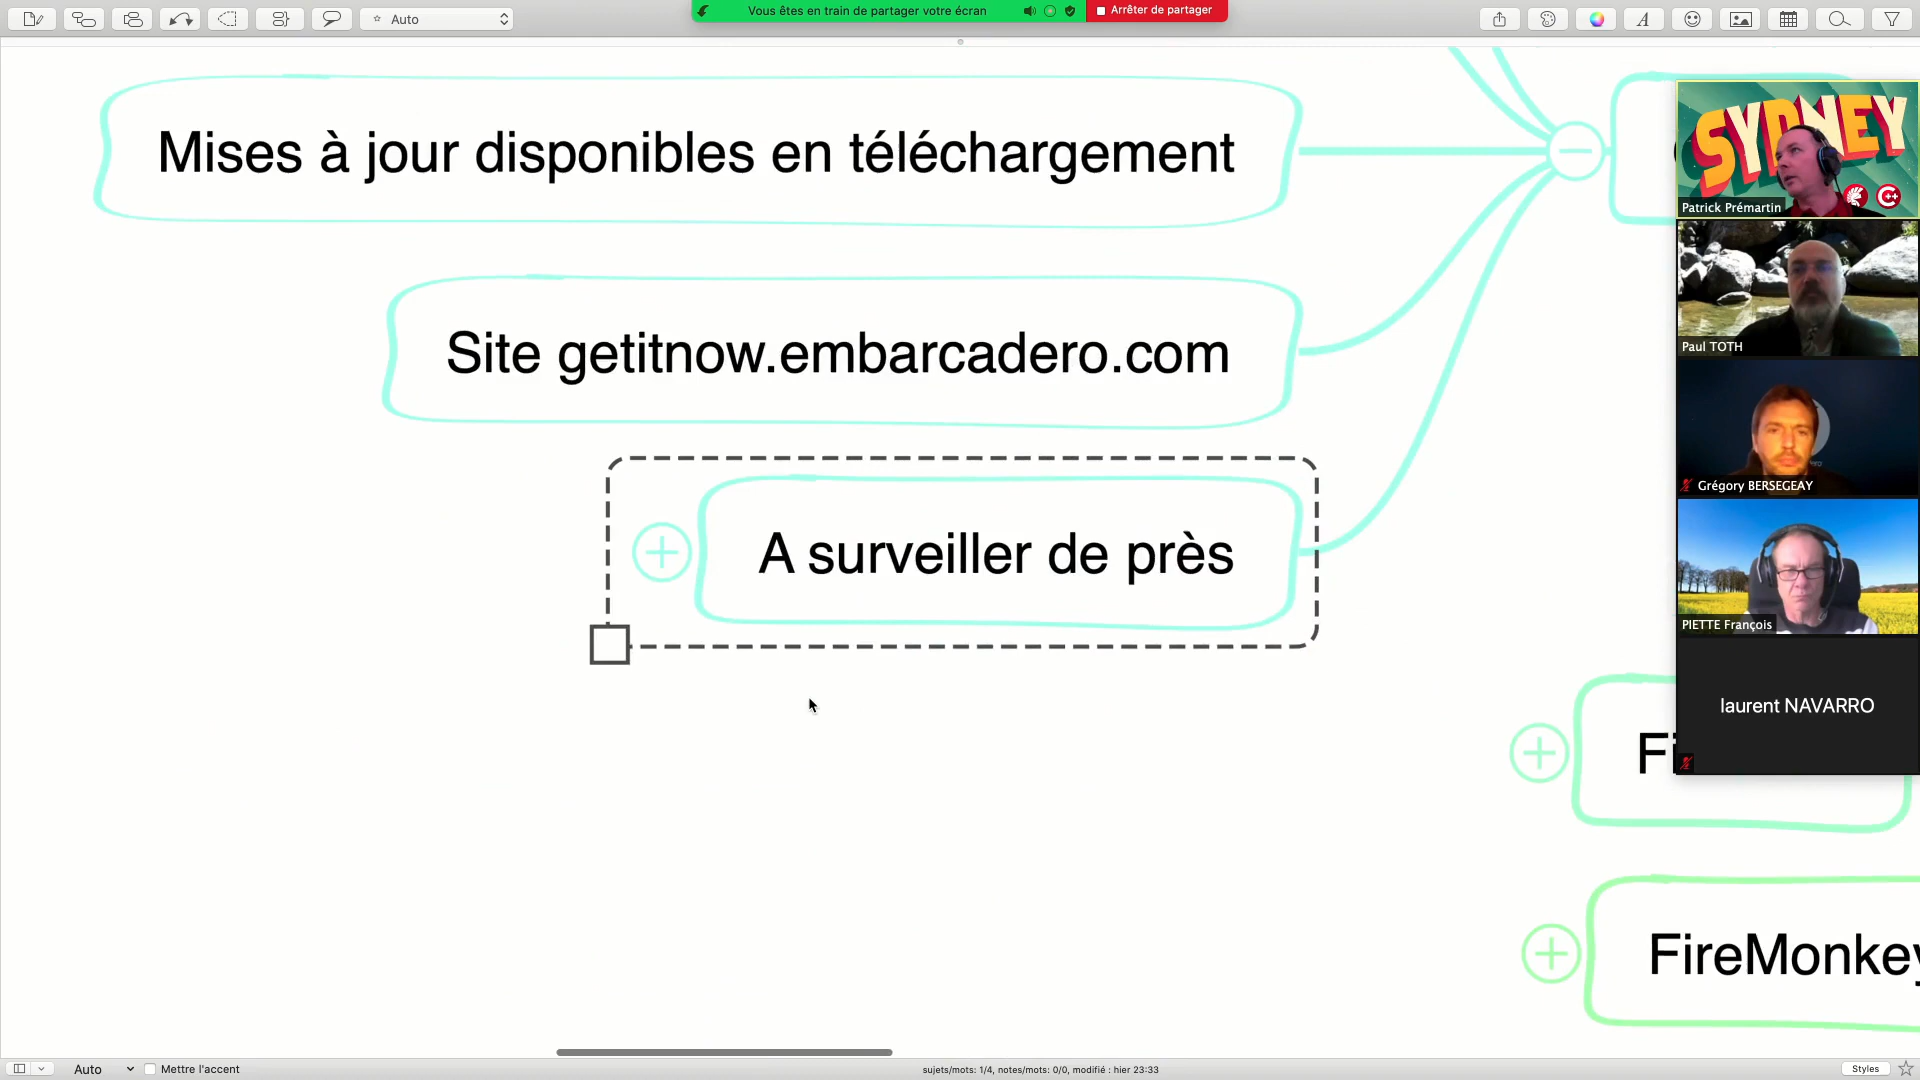 Auto
Vous êtes en train de partager votre écran
Arrêter de partager
Mises à jour disponibles en téléchargement
SYDNEY
Patrick Prémartin
Site getitnow.embarcadero.com
Paul TOTH
Grégory BERSEGEAY
A surveiller de près
PIETTE François
laurent NAVARRO
Fi
FireMonkey
Auto
Mettre l'accent
sujets/mots: 1/4, notes/mots: 0/0, modifié : hier 23:33
Styles